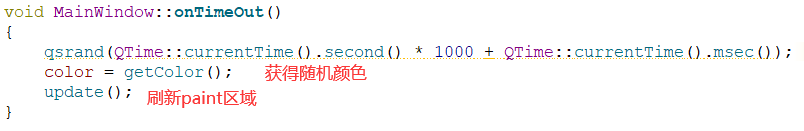 void MainWindow::onTimeOut()
{
qsrand(QTime::currentTime().second() * 1000 + QTime::currentTime().msec());
color = getColor(); 获得随机颜色
update(); 刷新paint区域
}